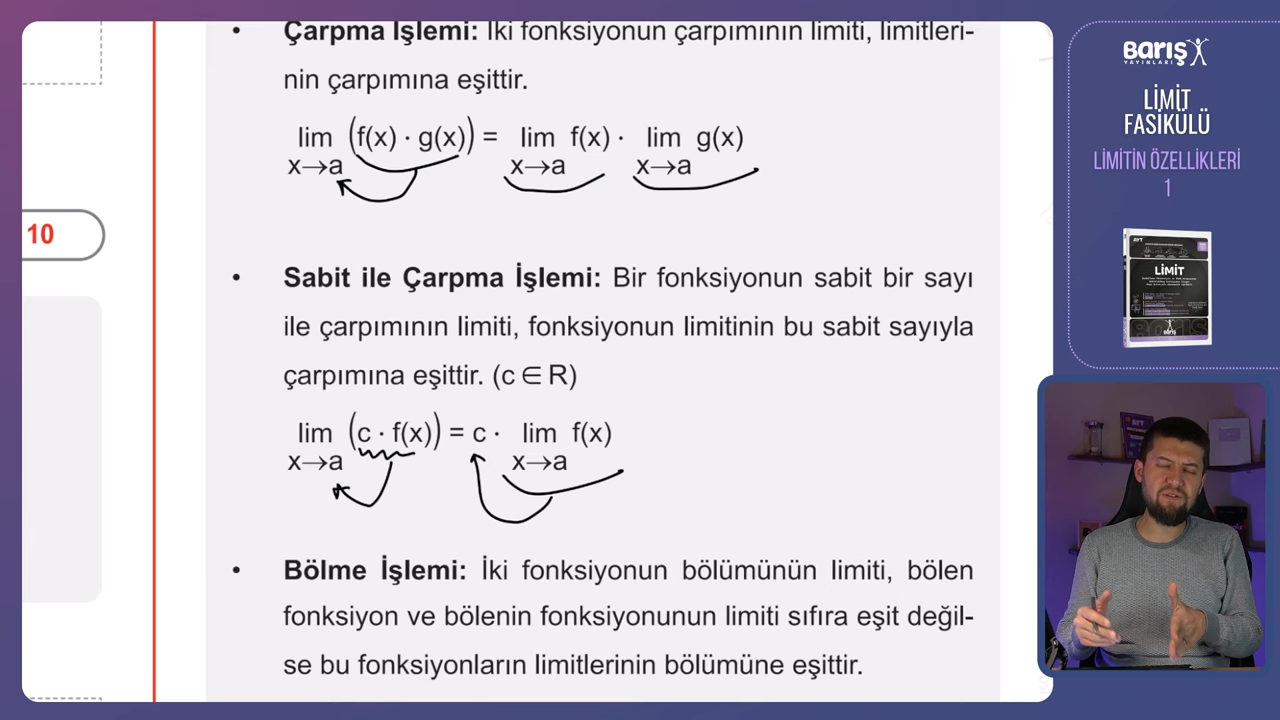 • Çarpma İşlemi: İki fonksiyonun çarpımının limiti, limitleri-
nin çarpımına eşittir.
lim (f(x) · g(x)) = lim f(x) · lim g(x)
x→a x→a x→a
10
• Sabit ile Çarpma İşlemi: Bir fonksiyonun sabit bir sayı
ile çarpımının limiti, fonksiyonun limitinin bu sabit sayıyla
çarpımına eşittir. (c ∈ R)
lim (c · f(x)) = c · lim f(x)
x→a x→a
• Bölme İşlemi: İki fonksiyonun bölümünün limiti, bölen
fonksiyon ve bölenin fonksiyonunun limiti sıfıra eşit değil-
se bu fonksiyonların limitlerinin bölümüne eşittir.
BARIŞ
YAYINLARI
LİMİT
FASİKÜLÜ
LİMİTİN ÖZELLİKLERİ
1
AYT
LİMİT
BARIŞ